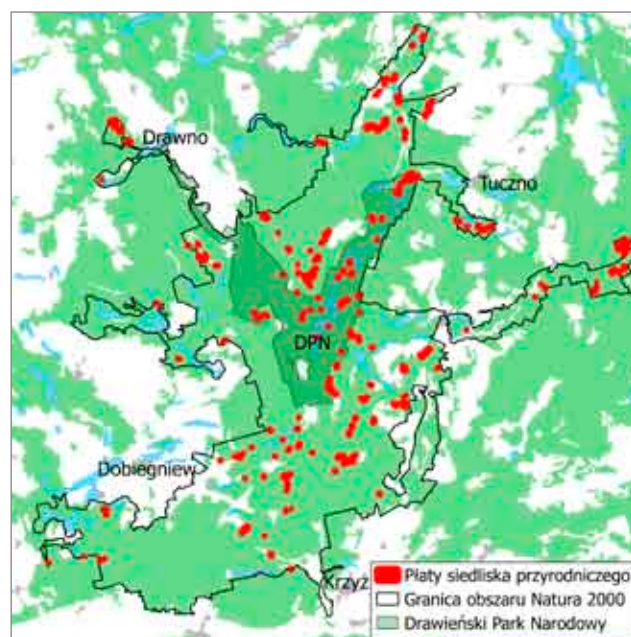 Drawno
Tuczno
DPN
Dobiegniew
Krzyż
Płaty siedliska przyrodniczego
Granica obszaru Natura 2000
Drawieński Park Narodowy